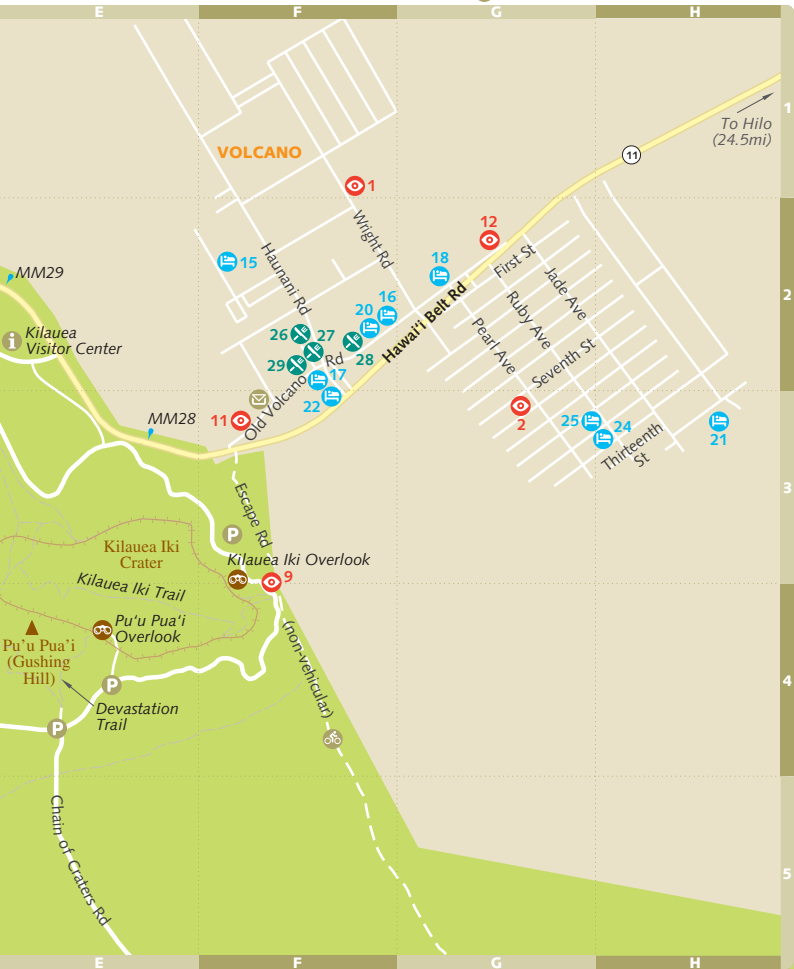 E
F
G
H
1
To Hilo
(24.5mi)
11
VOLCANO
1
12
Wright Rd
18
First St
15
Haunani Rd
MM29
Jade Ave
2
16
20
Hawai‘i Belt Rd
Ruby Ave
Pearl Ave
26
27
Kilauea
Visitor Center
Seventh St
28
29
17
Old Volcano Rd
22
MM28
11
2
25
24
21
Thirteenth
St
3
Escape Rd
P
Kilauea Iki
Crater
Kilauea Iki Overlook
9
Kilauea Iki Trail
Pu‘u Pua‘i
Overlook
Pu’u Pua’i
(Gushing
Hill)
(non-vehicular)
P
4
Devastation
Trail
P
Chain of Craters Rd
5
E
F
G
H